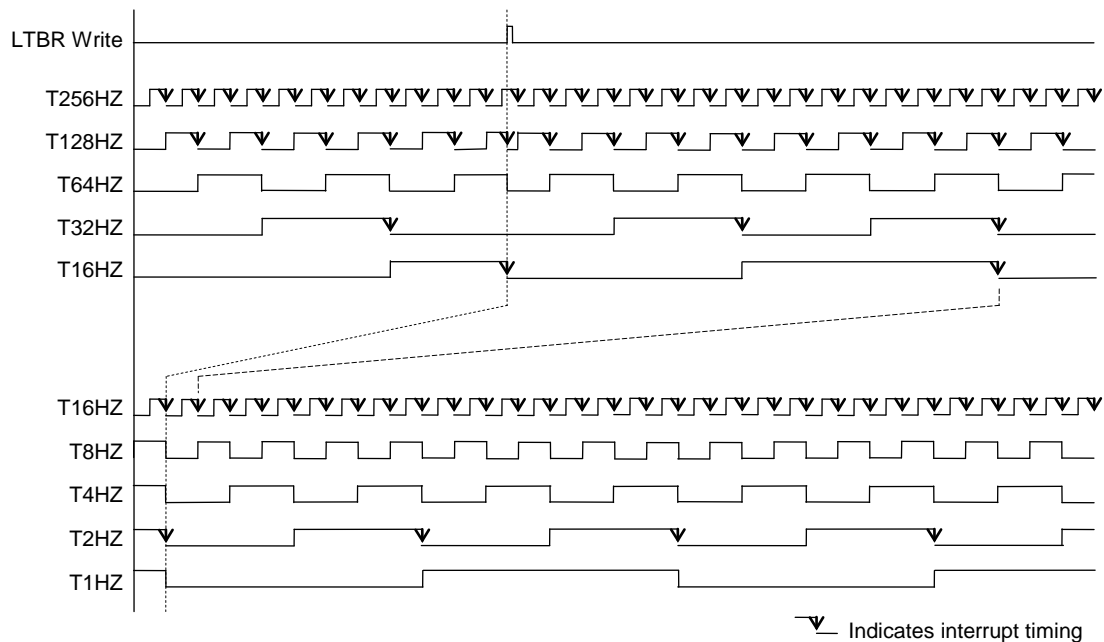 LTBR Write
T256HZ
T128HZ
T64HZ
T32HZ
T16HZ
T16HZ
T8HZ
T4HZ
T2HZ
T1HZ
Indicates interrupt timing